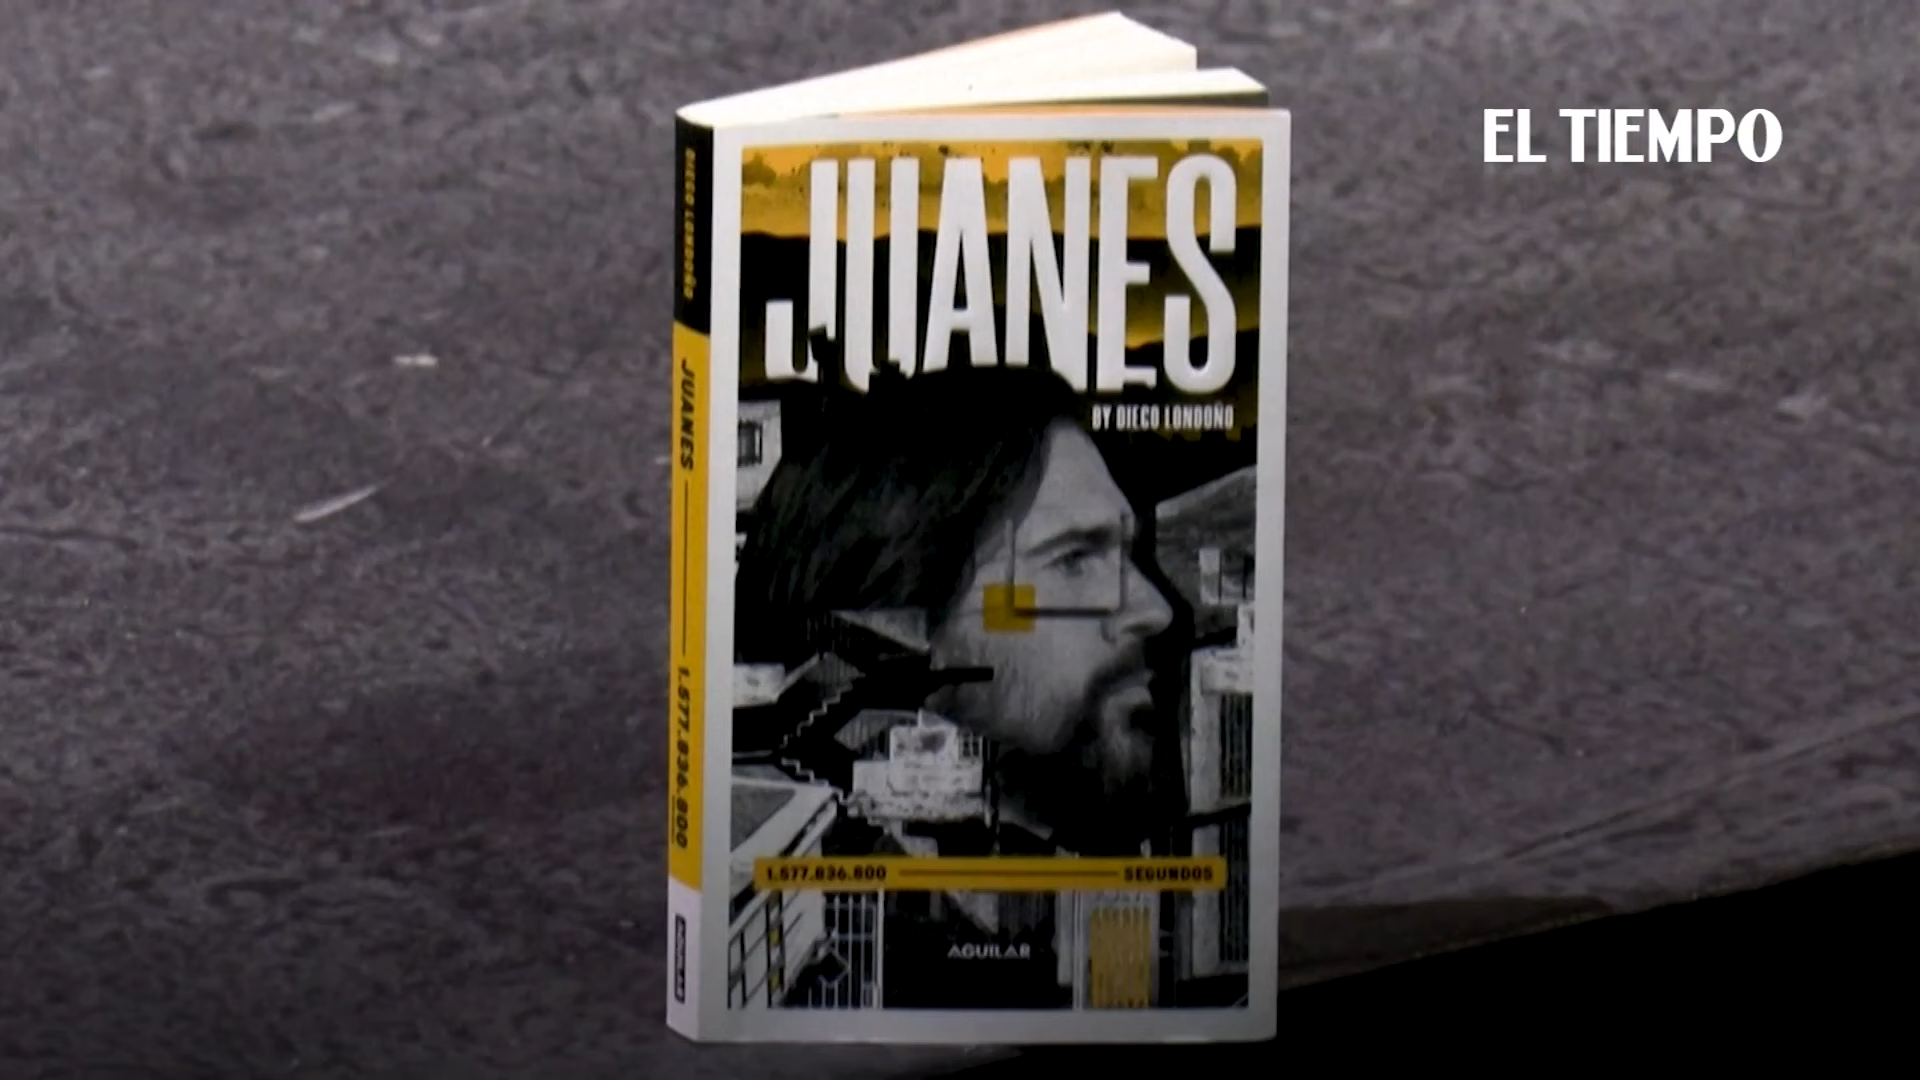 EL TIEMPO
JUANES
BY DIEGO LONDOÑO
1.577.836.800 SEGUNDOS
AGUILAR
DIEGO LONDOÑO
JUANES 1.577.836.800
AGUILAR